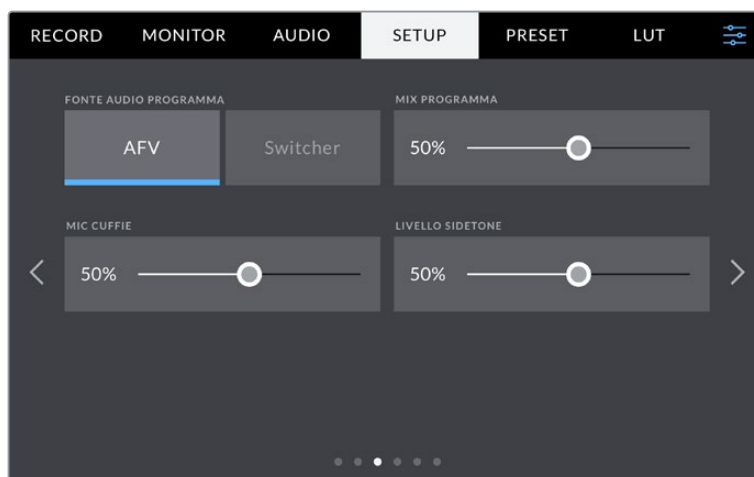 RECORD MONITOR AUDIO SETUP PRESET LUT
FONTE AUDIO PROGRAMMA MIX PROGRAMMA
AFV Switcher 50%
MIC CUFFIE LIVELLO SIDETONE
50% 50%